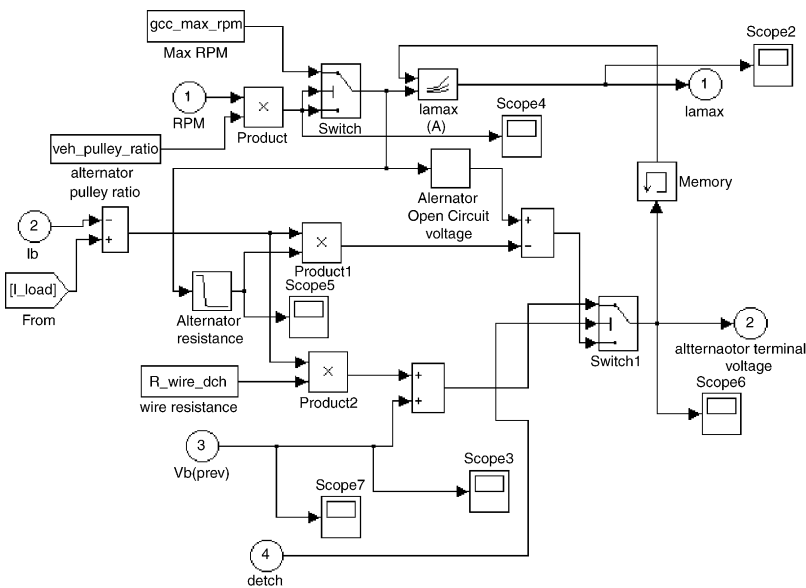 gcc_max_rpm
Max RPM
Scope2
1
RPM
×
Product
Switch
Iamax
(A)
Scope4
1
Iamax
veh_pulley_ratio
alternator
pulley ratio
Memory
Alernator
Open Circuit
voltage
2
Ib
−
+
×
Product1
+
−
[I_load]
From
Scope5
Alternator
resistance
Switch1
2
altternaotor terminal
voltage
R_wire_dch
wire resistance
×
Product2
+
+
Scope6
3
Vb(prev)
Scope3
Scope7
4
detch